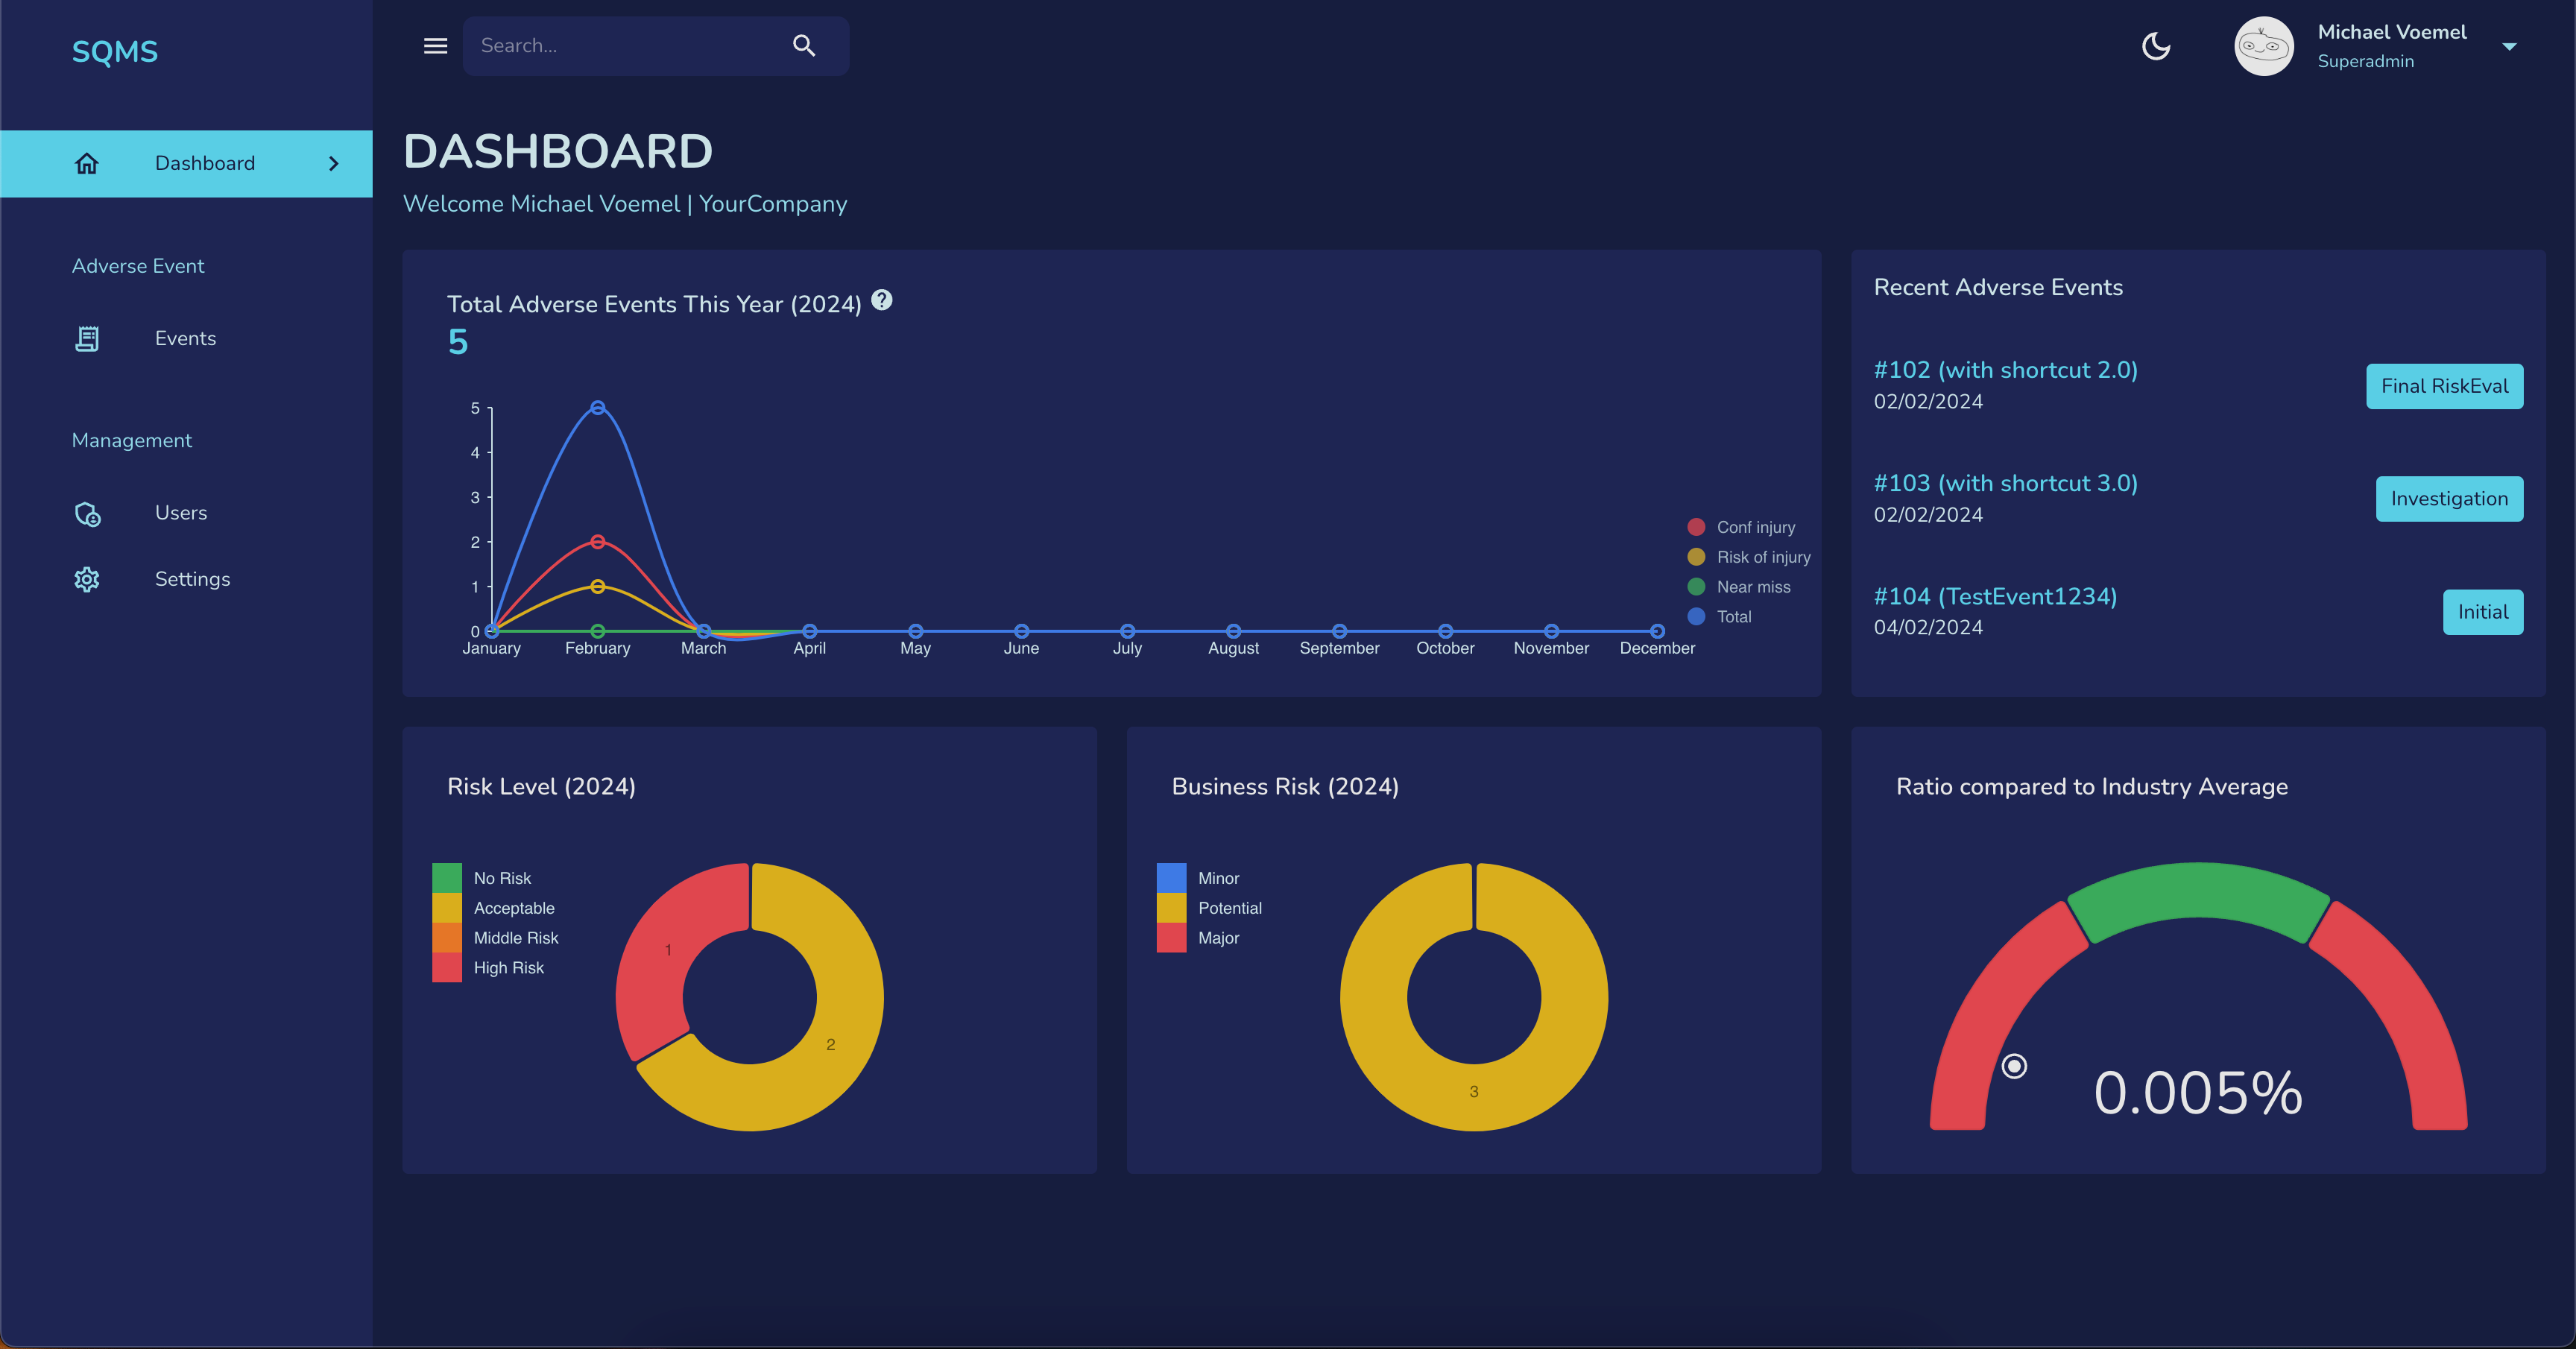 SQMS
Search...
Michael Voemel
Superadmin
Dashboard
DASHBOARD
Welcome Michael Voemel | YourCompany
Adverse Event
Events
Management
Users
Settings
Total Adverse Events This Year (2024) ?
5
5
4
3
2
1
0
January February March April May June July August September October November December
Conf injury
Risk of injury
Near miss
Total
Recent Adverse Events
#102 (with shortcut 2.0)
02/02/2024
Final RiskEval
#103 (with shortcut 3.0)
02/02/2024
Investigation
#104 (TestEvent1234)
04/02/2024
Initial
Risk Level (2024)
No Risk
Acceptable
Middle Risk
High Risk
1
2
Business Risk (2024)
Minor
Potential
Major
3
Ratio compared to Industry Average
0.005%